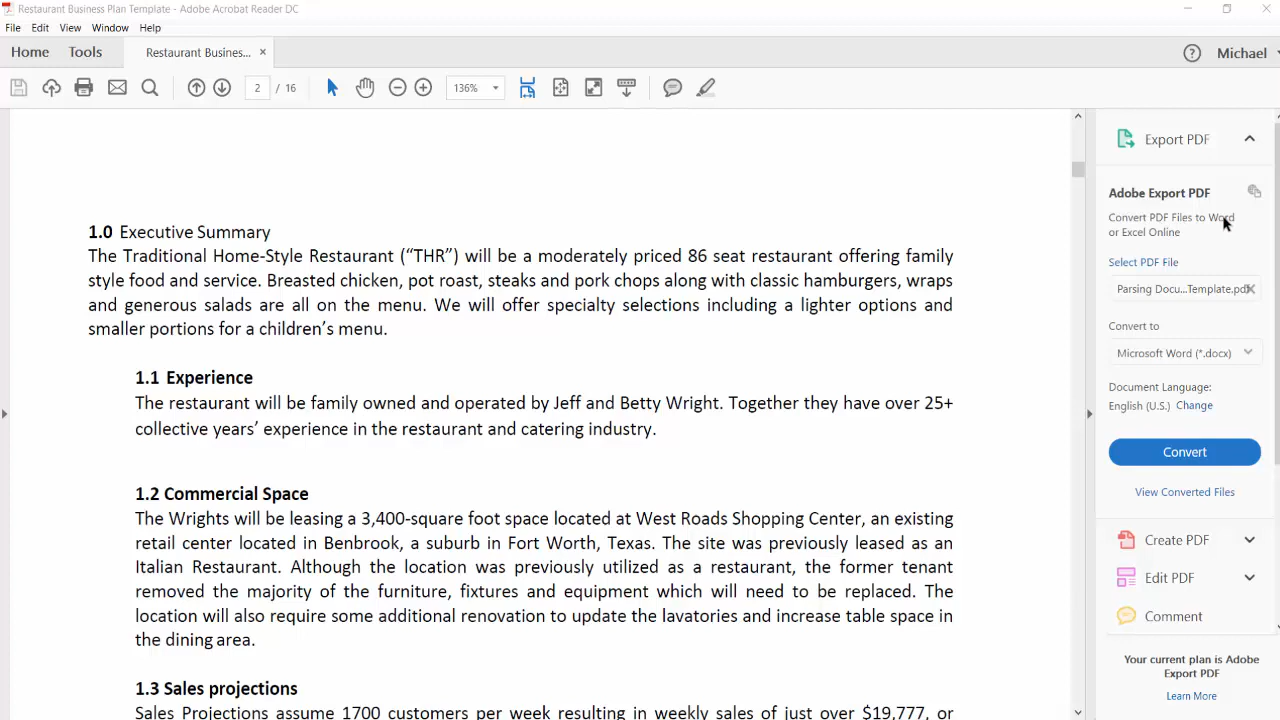 Restaurant Business Plan Template - Adobe Acrobat Reader DC
File Edit View Window Help
Home Tools Restaurant Busines... × Michael
2 / 16 136%
1.0 Executive Summary
The Traditional Home-Style Restaurant (“THR”) will be a moderately priced 86 seat restaurant offering family
style food and service. Breasted chicken, pot roast, steaks and pork chops along with classic hamburgers, wraps
and generous salads are all on the menu. We will offer specialty selections including a lighter options and
smaller portions for a children’s menu.
1.1 Experience
The restaurant will be family owned and operated by Jeff and Betty Wright. Together they have over 25+
collective years’ experience in the restaurant and catering industry.
1.2 Commercial Space
The Wrights will be leasing a 3,400-square foot space located at West Roads Shopping Center, an existing
retail center located in Benbrook, a suburb in Fort Worth, Texas. The site was previously leased as an
Italian Restaurant. Although the location was previously utilized as a restaurant, the former tenant
removed the majority of the furniture, fixtures and equipment which will need to be replaced. The
location will also require some additional renovation to update the lavatories and increase table space in
the dining area.
1.3 Sales projections
Sales Projections assume 1700 customers per week resulting in weekly sales of just over $19,777, or
Export PDF
Adobe Export PDF
Convert PDF Files to Word
or Excel Online
Select PDF File
Parsing Docu...Template.pdf
Convert to
Microsoft Word (*.docx)
Document Language:
English (U.S.) Change
Convert
View Converted Files
Create PDF
Edit PDF
Comment
Your current plan is Adobe
Export PDF
Learn More